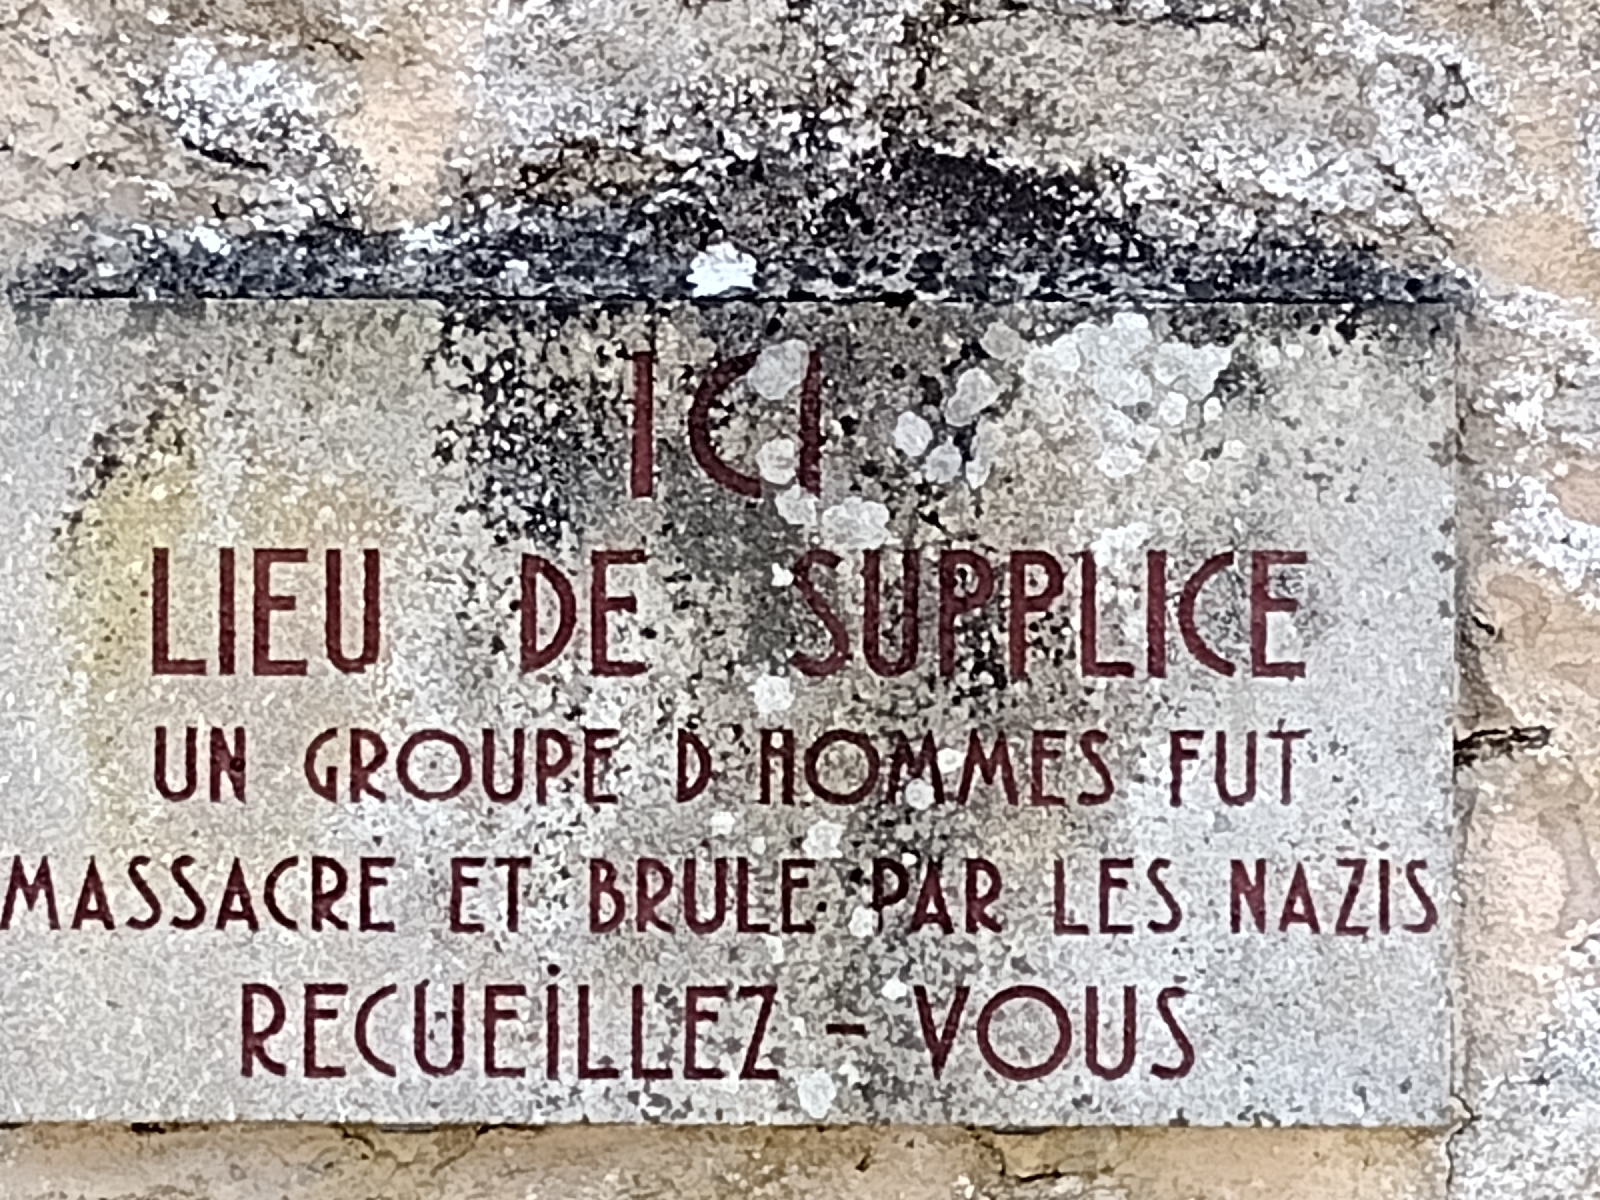 ICI
LIEU DE SUPPLICE
UN GROUPE D'HOMMES FUT
MASSACRE ET BRULE PAR LES NAZIS
RECUEILLEZ - VOUS